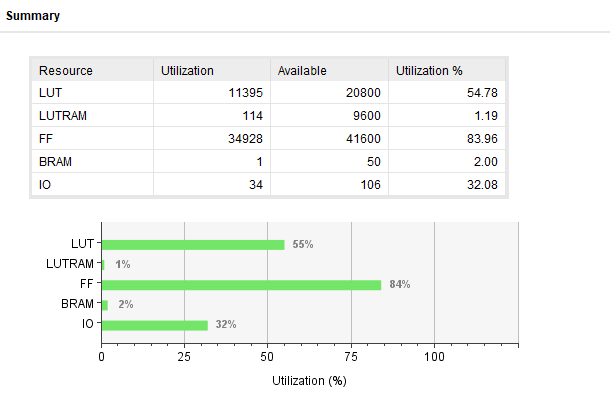 Summary
Resource Utilization Available Utilization %
LUT 11395 20800 54.78
LUTRAM 114 9600 1.19
FF 34928 41600 83.96
BRAM 1 50 2.00
IO 34 106 32.08
LUT 55%
LUTRAM 1%
FF 84%
BRAM 2%
IO 32%
0 25 50 75 100
Utilization (%)